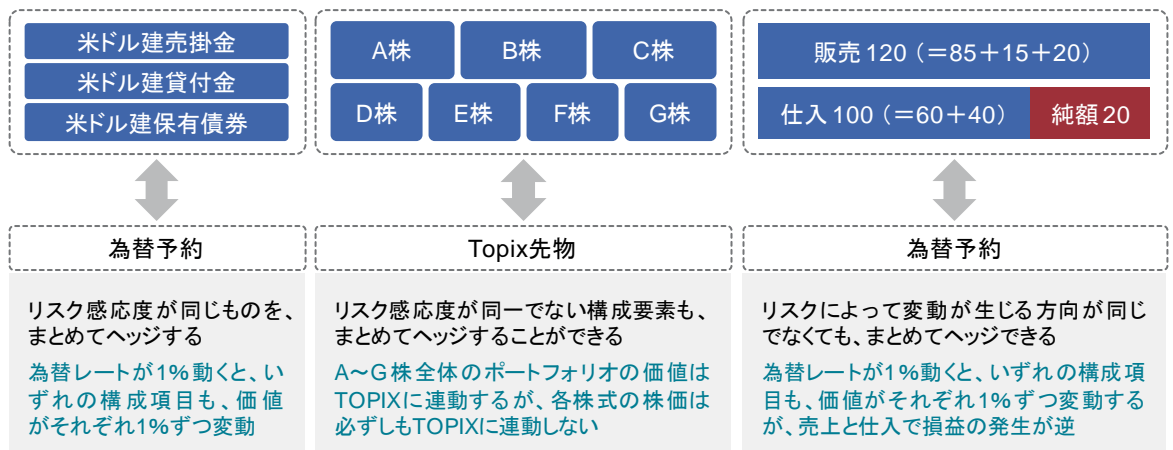 米ドル建売掛金
米ドル建貸付金
米ドル建保有債券
A株
B株
C株
D株
E株
F株
G株
販売120（＝85＋15＋20）
仕入100（＝60＋40）
純額20
為替予約
Topix先物
為替予約
リスク感応度が同じものを、
まとめてヘッジする
為替レートが1%動くと、い
ずれの構成項目も、価値
がそれぞれ1%ずつ変動
リスク感応度が同一でない構成要素も、
まとめてヘッジすることができる
A～G株全体のポートフォリオの価値は
TOPIXに連動するが、各株式の株価は
必ずしもTOPIXに連動しない
リスクによって変動が生じる方向が同じ
でなくても、まとめてヘッジできる
為替レートが1%動くと、いずれの構成項
目も、価値がそれぞれ1%ずつ変動する
が、売上と仕入で損益の発生が逆